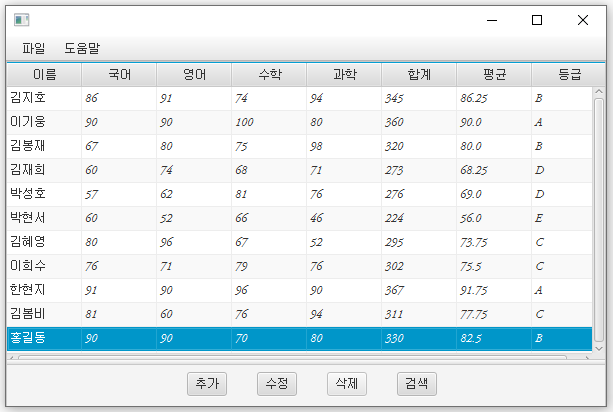 파일 도움말
이름 국어 영어 수학 과학 합계 평균 등급
김지호 86 91 74 94 345 86.25 B
이기웅 90 90 100 80 360 90.0 A
김봉재 67 80 75 98 320 80.0 B
김재희 60 74 68 71 273 68.25 D
박성호 57 62 81 76 276 69.0 D
박현서 60 52 66 46 224 56.0 E
김혜영 80 96 67 52 295 73.75 C
이희수 76 71 79 76 302 75.5 C
한현지 91 90 96 90 367 91.75 A
김봄비 81 60 76 94 311 77.75 C
홍길동 90 90 70 80 330 82.5 B
추가 수정 삭제 검색